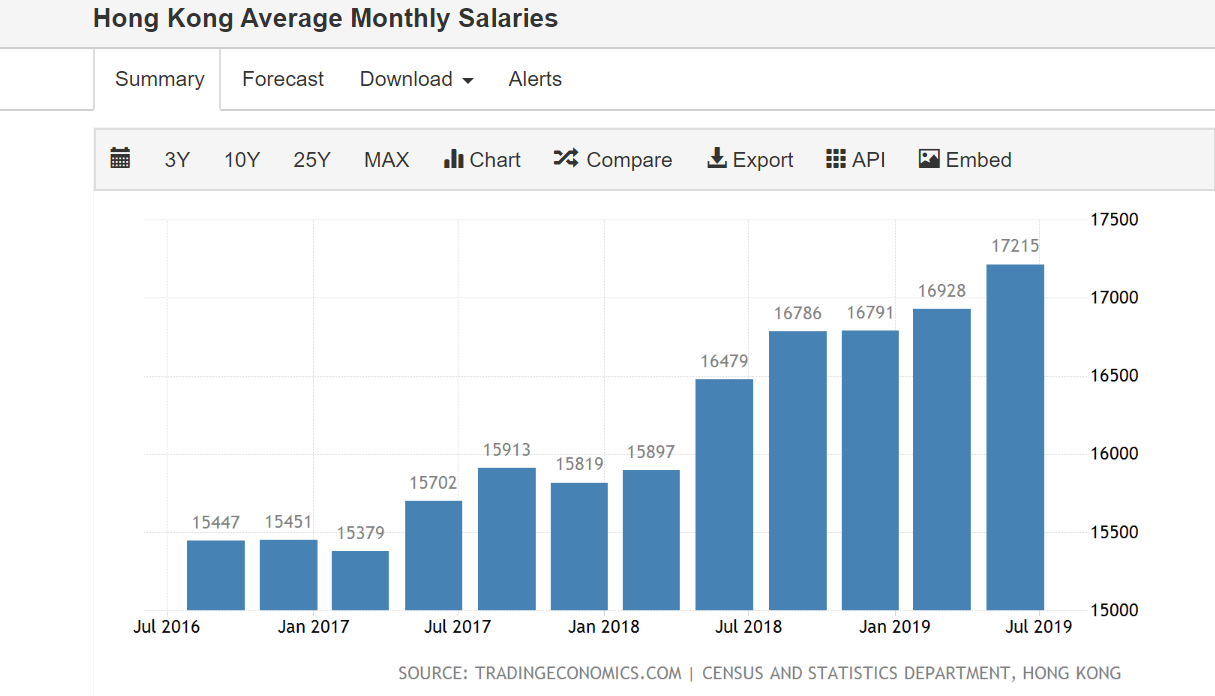 Hong Kong Average Monthly Salaries
Summary Forecast Download Alerts
3Y 10Y 25Y MAX Chart Compare Export API Embed
17500
17215
17000
16928
16786 16791
16500
16479
16000
15913
15819 15897
15702
15500
15447 15451 15379
15000
Jul 2016 Jan 2017 Jul 2017 Jan 2018 Jul 2018 Jan 2019 Jul 2019
SOURCE: TRADINGECONOMICS.COM | CENSUS AND STATISTICS DEPARTMENT, HONG KONG